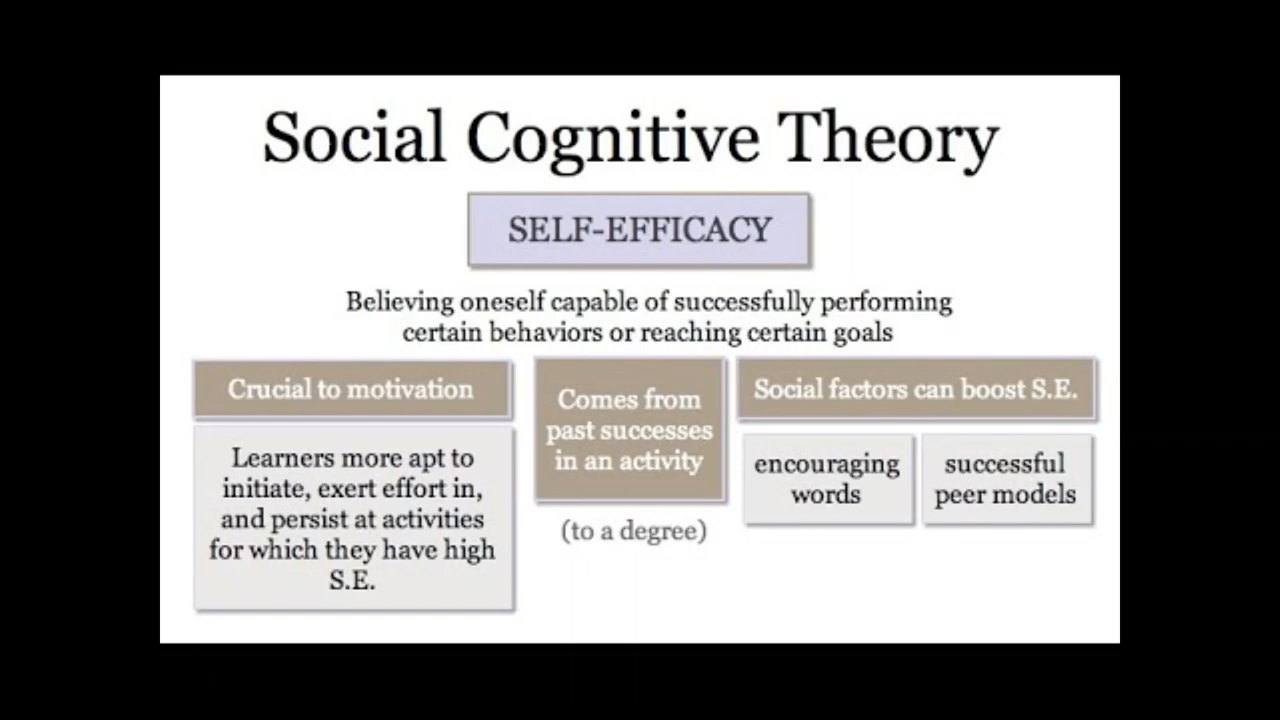 Social Cognitive Theory
SELF-EFFICACY
Believing oneself capable of successfully performing
certain behaviors or reaching certain goals
Crucial to motivation
Learners more apt to
initiate, exert effort in,
and persist at activities
for which they have high
S.E.
Comes from
past successes
in an activity
(to a degree)
Social factors can boost S.E.
encouraging
words
successful
peer models